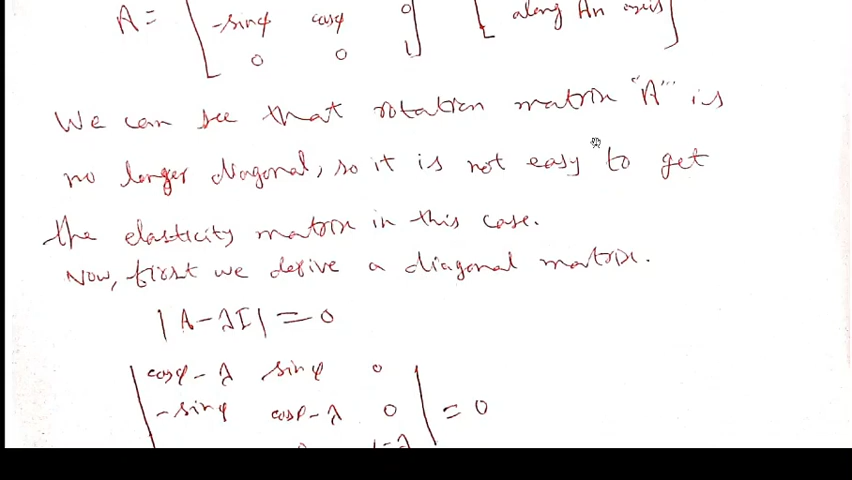 A = -sinφ cosφ 0 along An axis
0 0 1
We can see that rotation matrix "A" is
no longer diagonal, so it is not easy to get
the elasticity matrix in this case.
Now, first we derive a diagonal matrix.
|A-λI| = 0
cosφ-λ sinφ 0
-sinφ cosφ-λ 0 = 0